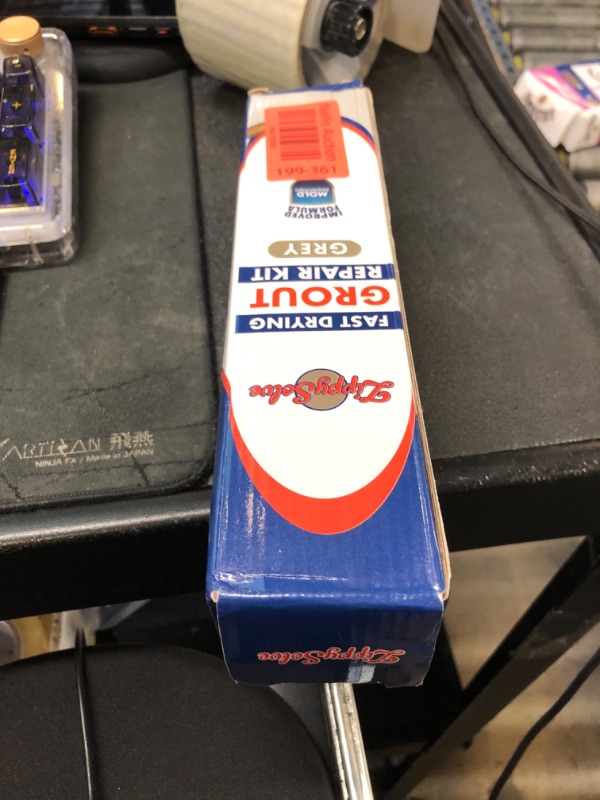 ZippySolve
FAST DRYING
GROUT
REPAIR KIT
GREY
IMPROVED
FORMULA
MOLD
199-361
ZippySolve
ARTISAN 飛燕
NINJA FX / Made in JAPAN